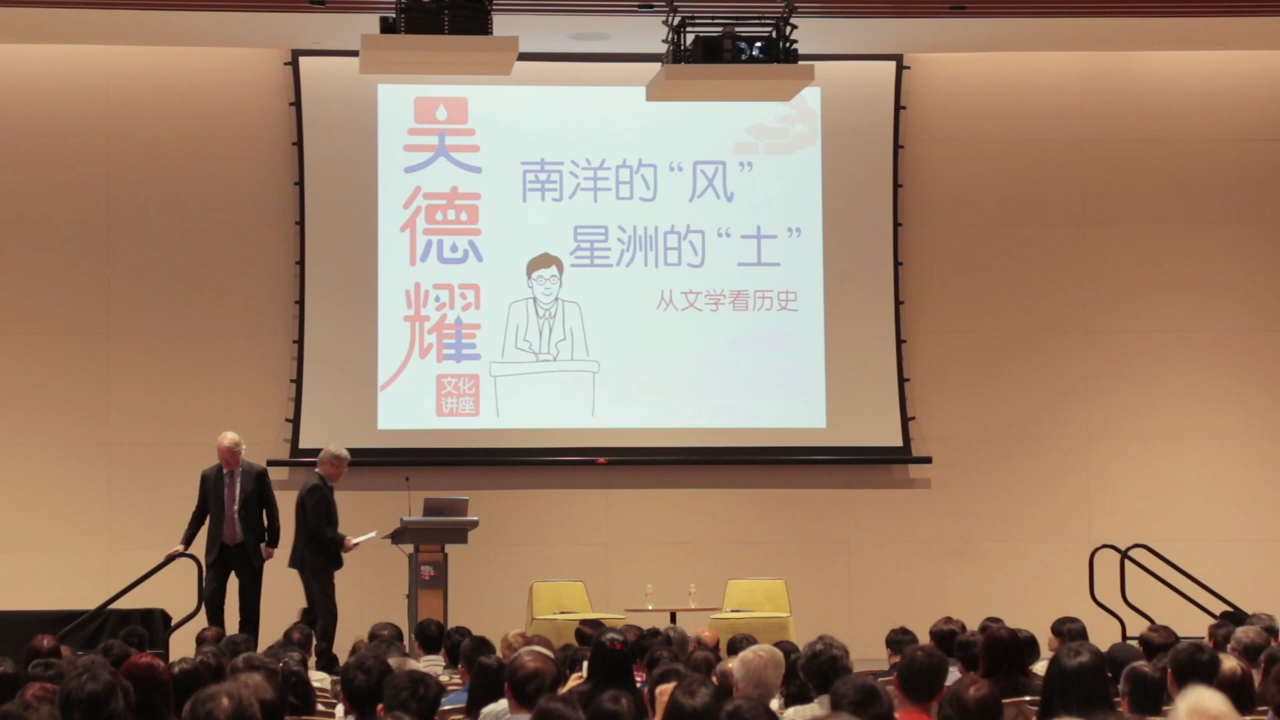 吴德耀
文化
讲座
南洋的“风”
星洲的“土”
从文学看历史